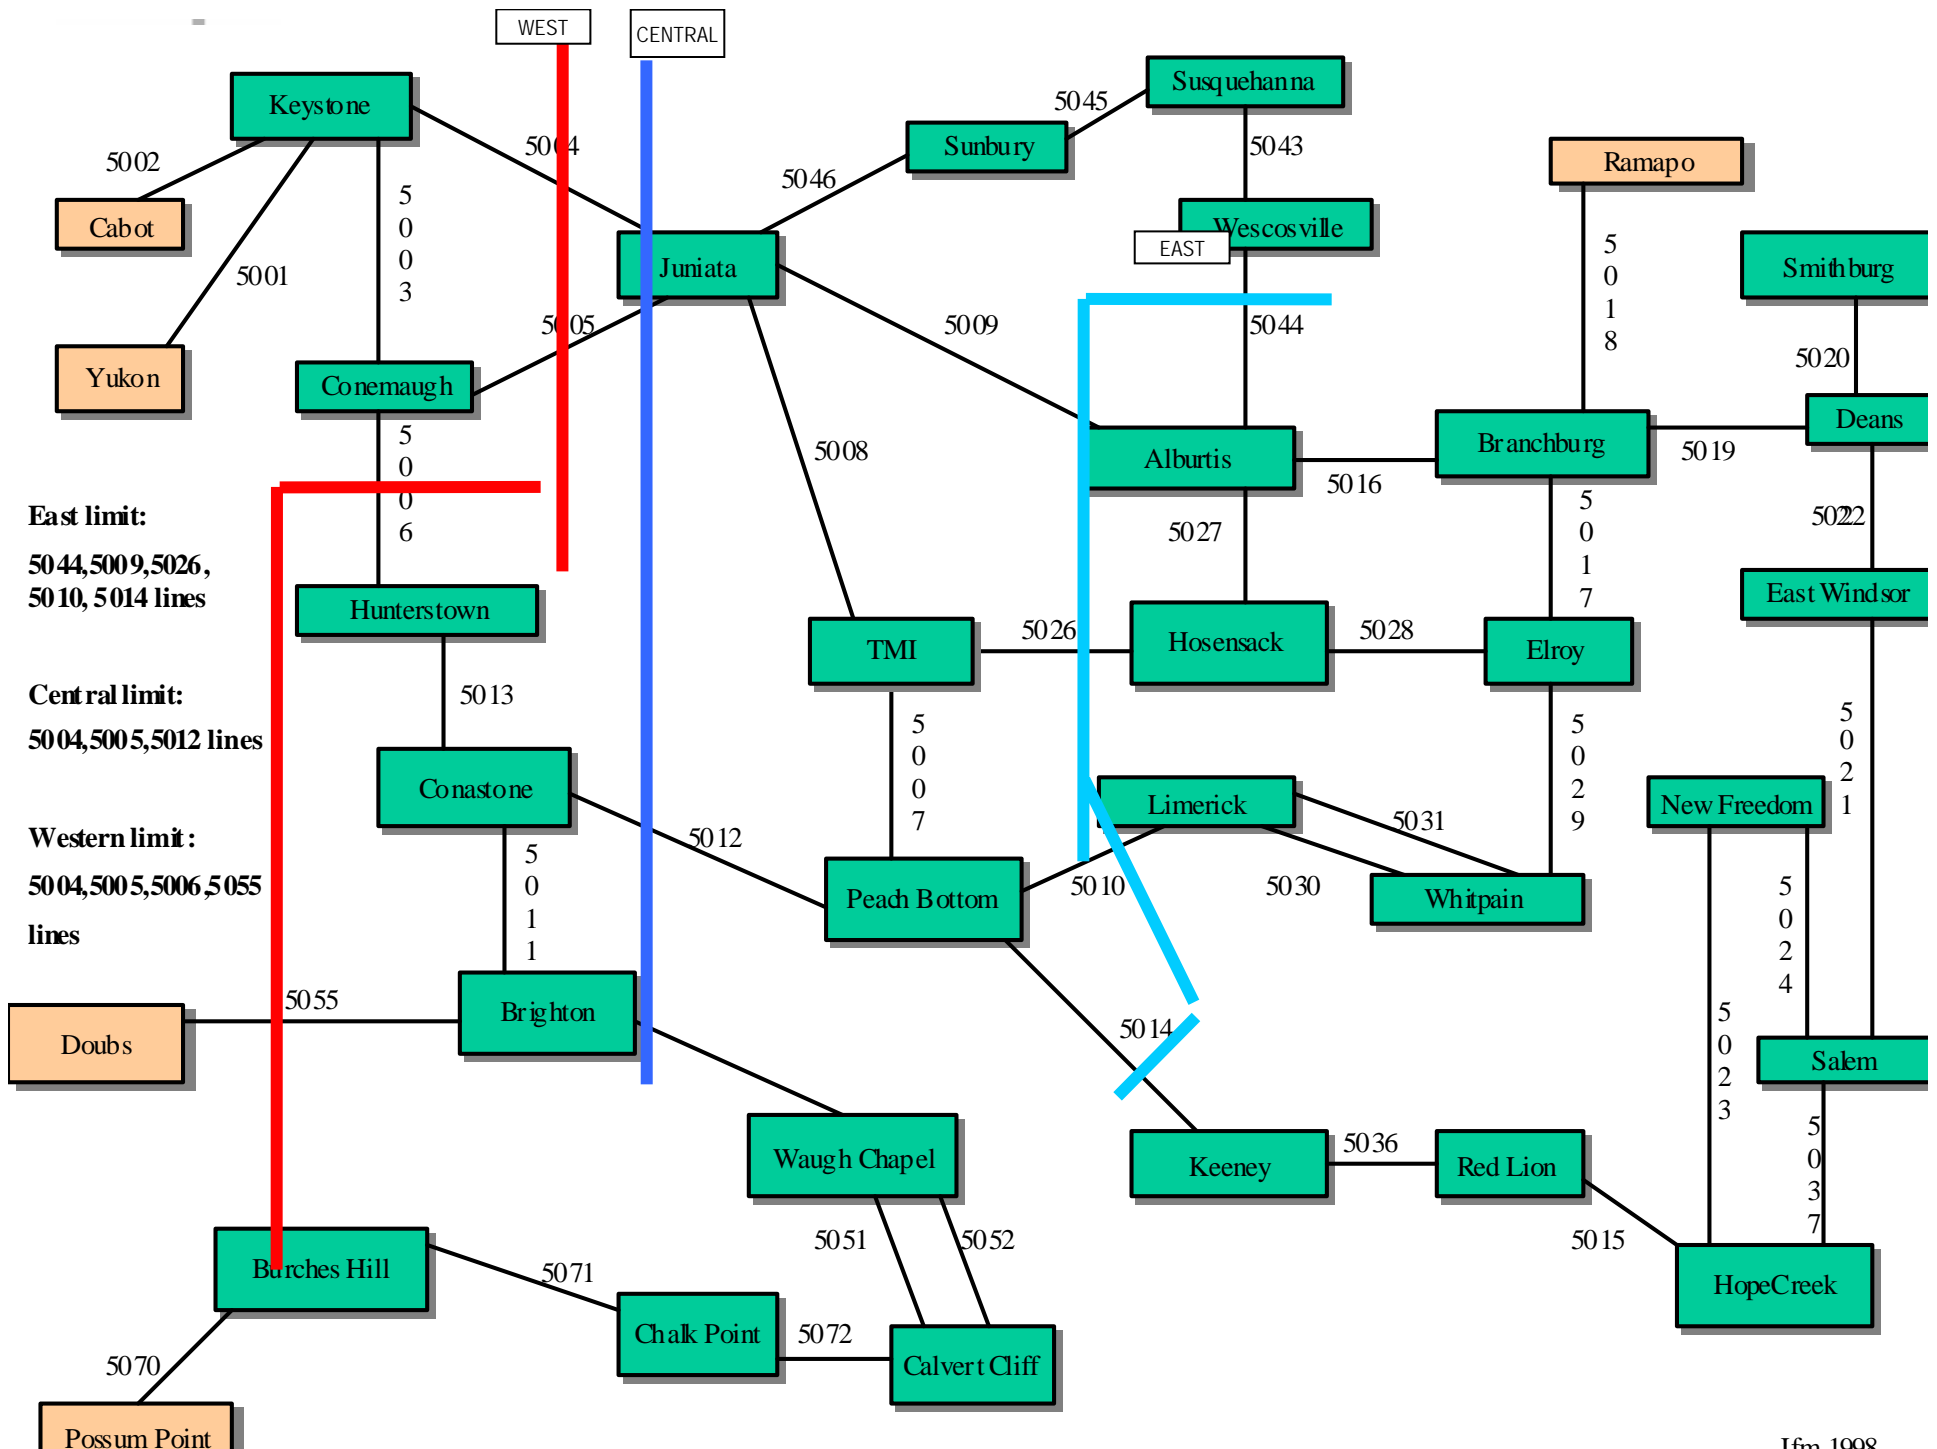 WEST
CENTRAL
Susquehanna
Keystone
5045
5004
Sunbury
5043
5002
Ramapo
5046
5003
Cabot
Wescosville
EAST
5018
Juniata
Smithburg
5001
5005
5009
5044
5020
Yukon
Conemaugh
Deans
5008
Branchburg
5019
Alburtis
5016
5006
East limit:
5044,5009,5026,
5010, 5014 lines
5027
5017
5022
Hunterstown
East Windsor
5026
5028
TMI
Hosensack
Elroy
Central limit:
5004,5005,5012 lines
5013
5007
5029
5021
Conastone
Limerick
New Freedom
5031
Western limit:
5004,5005,5006,5055
lines
5012
5011
5010
5030
Peach Bottom
Whitpain
5024
5055
Brighton
5014
5023
Doubs
Salem
5037
Waugh Chapel
Keeney
5036
Red Lion
5051
5052
5015
Burches Hill
5071
HopeCreek
Chalk Point
5072
Calvert Cliff
5070
Possum Point
Jfm 1998